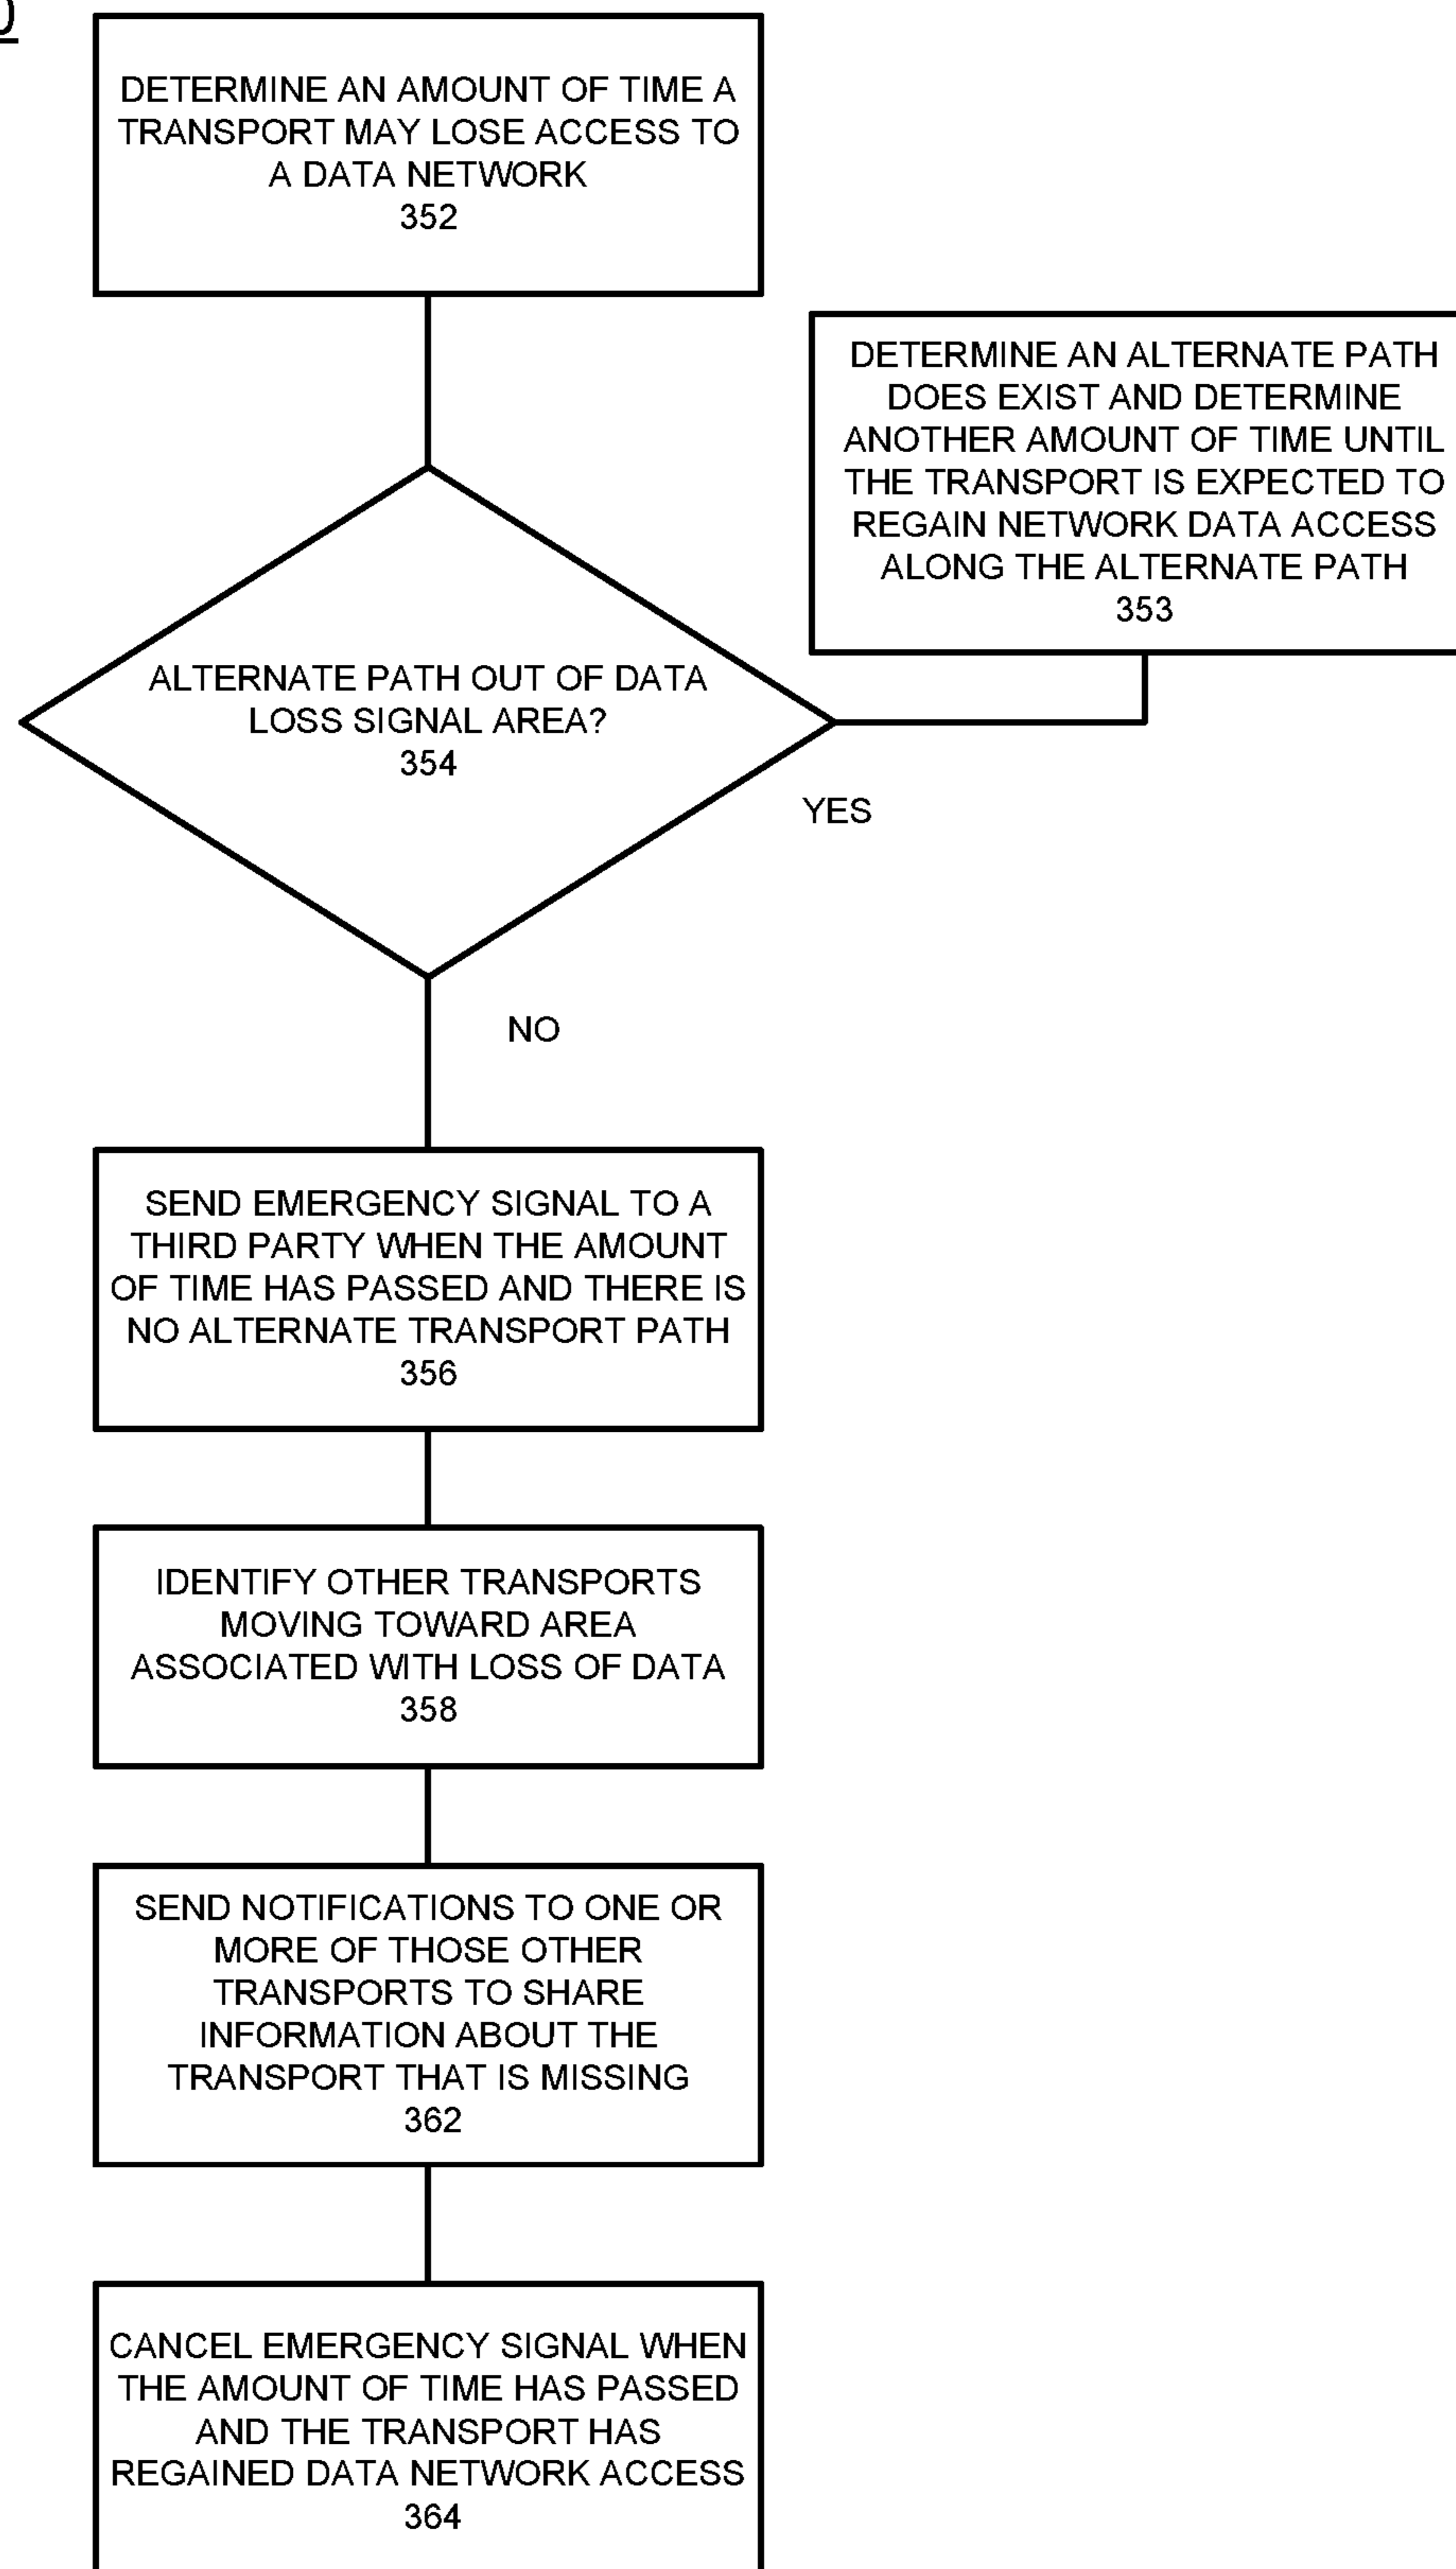 DETERMINE AN AMOUNT OF TIME A
TRANSPORT MAY LOSE ACCESS TO
A DATA NETWORK
352
DETERMINE AN ALTERNATE PATH
DOES EXIST AND DETERMINE
ANOTHER AMOUNT OF TIME UNTIL
THE TRANSPORT IS EXPECTED TO
REGAIN NETWORK DATA ACCESS
ALONG THE ALTERNATE PATH
353
ALTERNATE PATH OUT OF DATA
LOSS SIGNAL AREA?
354
YES
NO
SEND EMERGENCY SIGNAL TO A
THIRD PARTY WHEN THE AMOUNT
OF TIME HAS PASSED AND THERE IS
NO ALTERNATE TRANSPORT PATH
356
IDENTIFY OTHER TRANSPORTS
MOVING TOWARD AREA
ASSOCIATED WITH LOSS OF DATA
358
SEND NOTIFICATIONS TO ONE OR
MORE OF THOSE OTHER
TRANSPORTS TO SHARE
INFORMATION ABOUT THE
TRANSPORT THAT IS MISSING
362
CANCEL EMERGENCY SIGNAL WHEN
THE AMOUNT OF TIME HAS PASSED
AND THE TRANSPORT HAS
REGAINED DATA NETWORK ACCESS
364